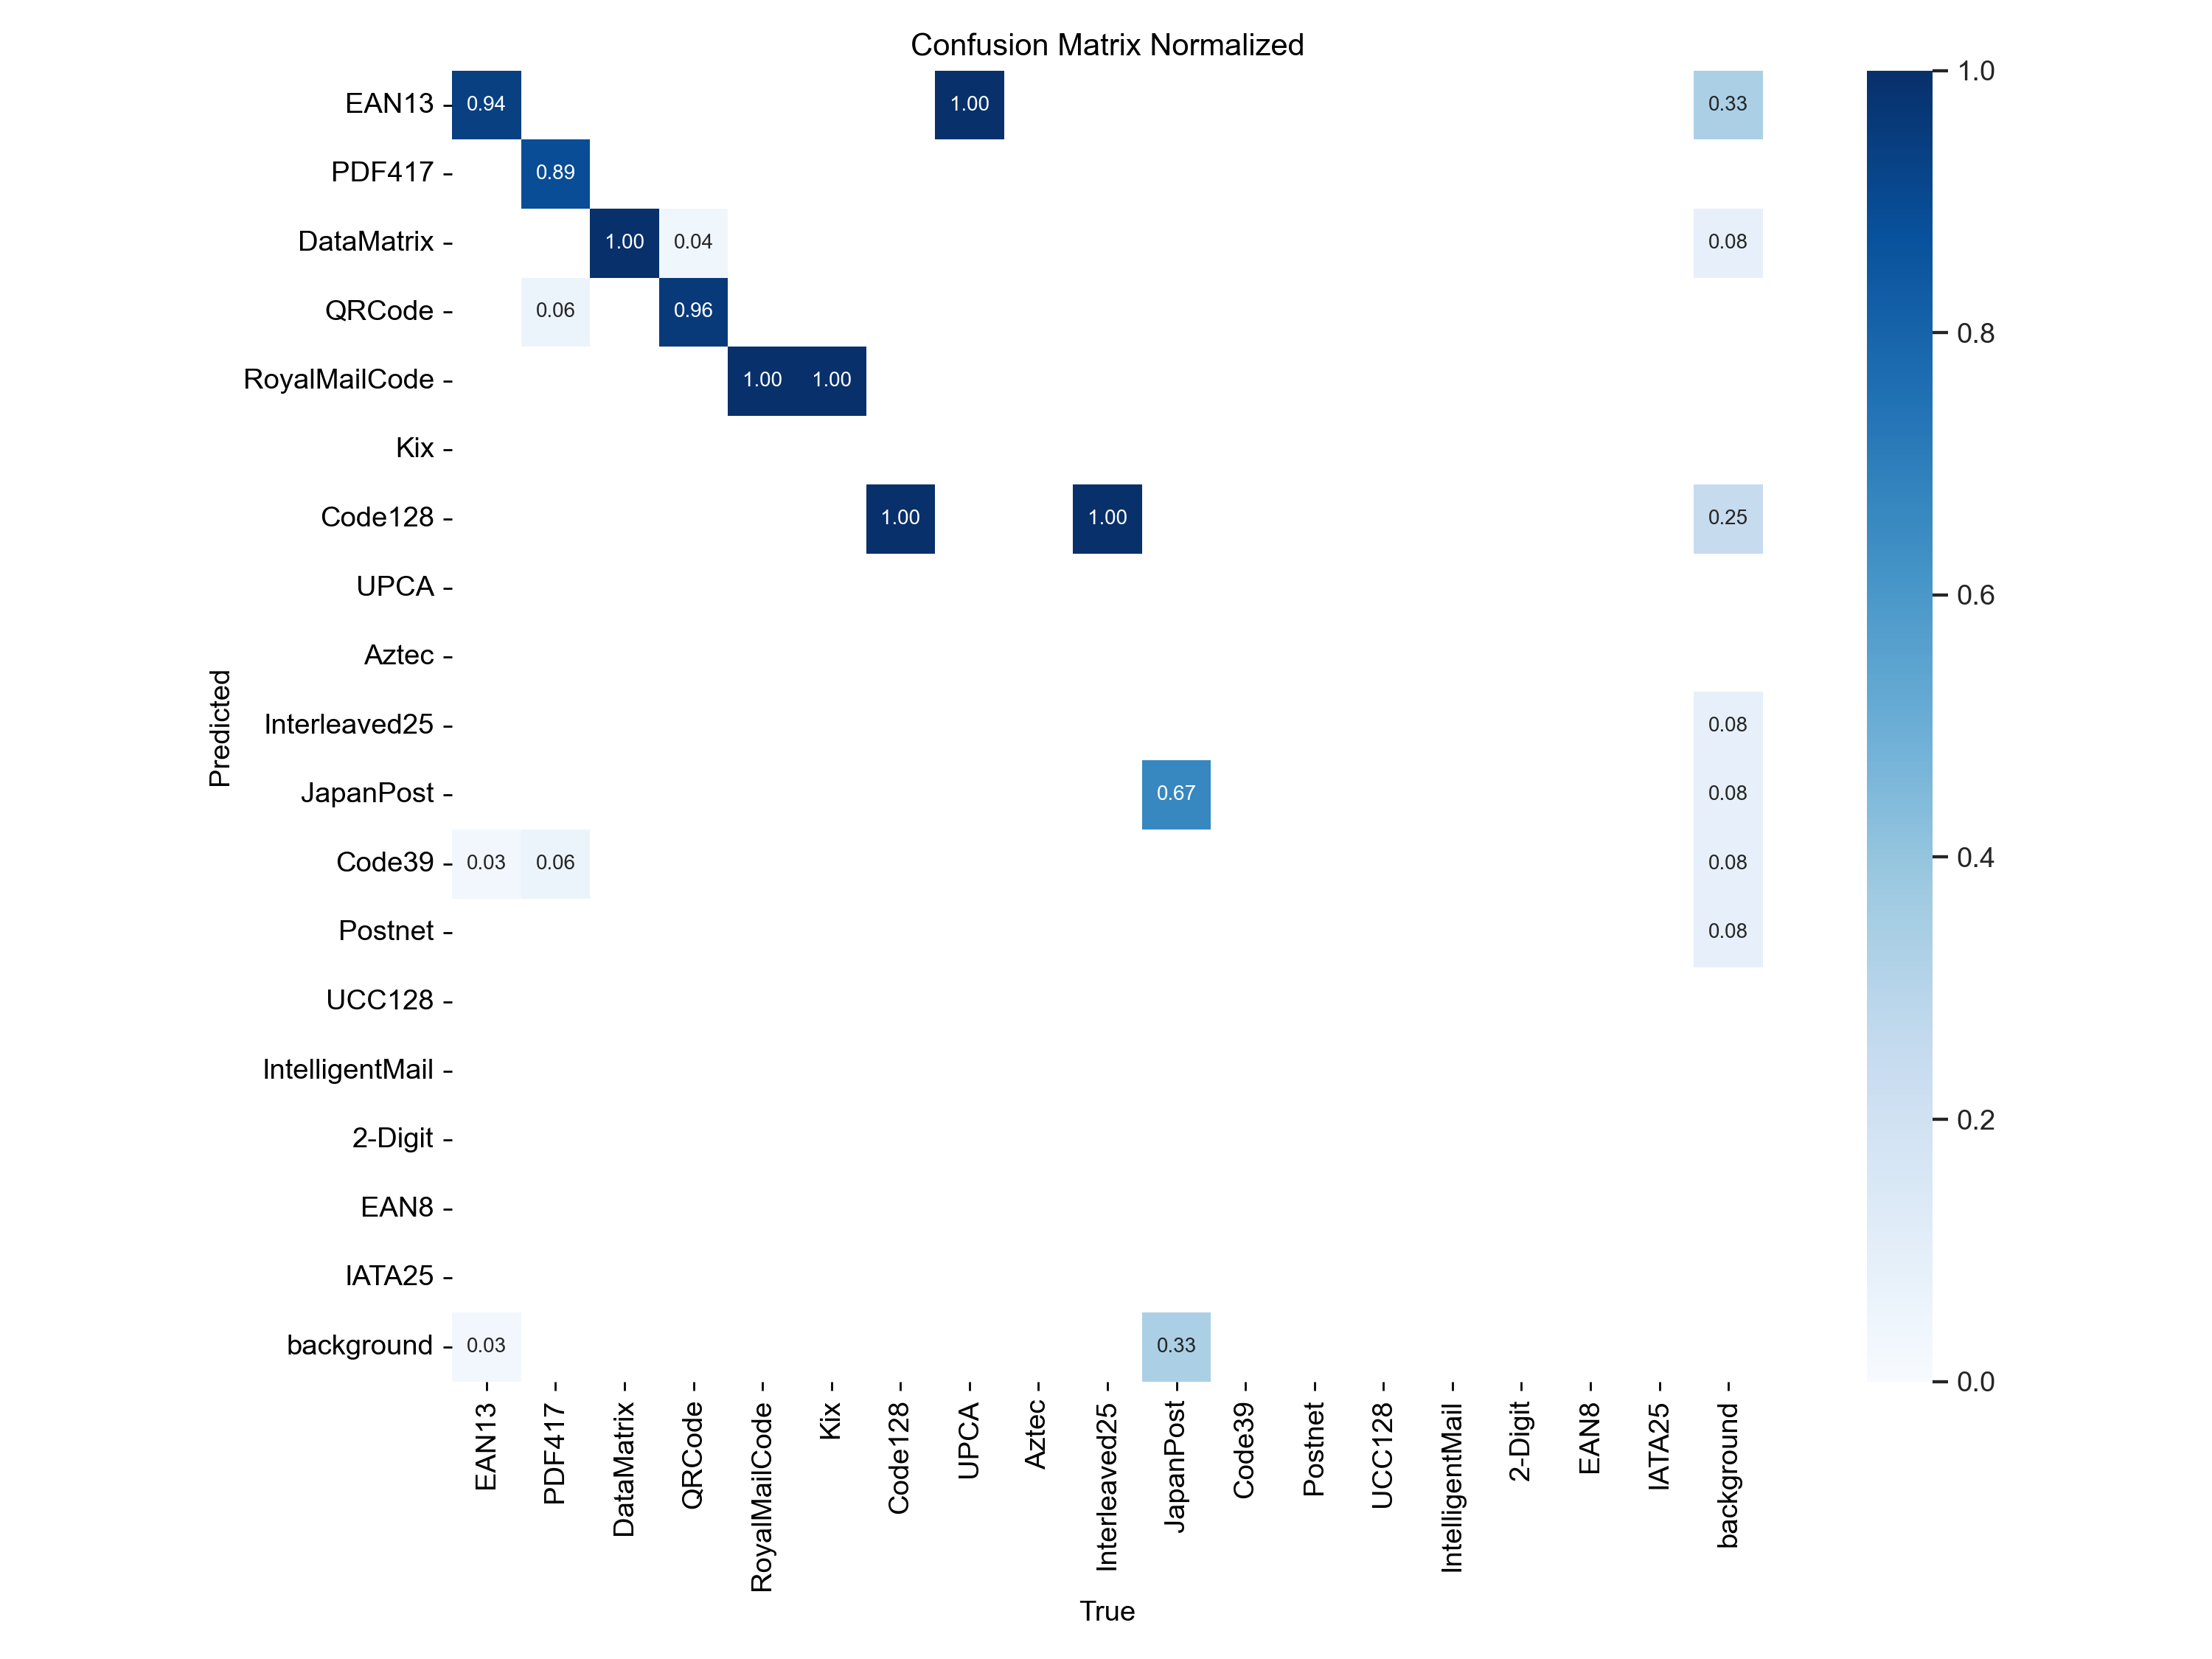 Confusion Matrix Normalized
EAN13 0.94 1.00 0.33 1.0
PDF417 0.89
DataMatrix 1.00 0.04 0.08
QRCode 0.06 0.96 0.8
RoyalMailCode 1.00 1.00
Kix
Code128 1.00 1.00 0.25
UPCA 0.6
Aztec
Predicted
Interleaved25 0.08
JapanPost 0.67 0.08
Code39 0.03 0.06 0.08 0.4
Postnet 0.08
UCC128
IntelligentMail 0.2
2-Digit
EAN8
IATA25
background 0.03 0.33 0.0
EAN13 PDF417 DataMatrix QRCode RoyalMailCode Kix Code128 UPCA Aztec Interleaved25 JapanPost Code39 Postnet UCC128 IntelligentMail 2-Digit EAN8 IATA25 background
True